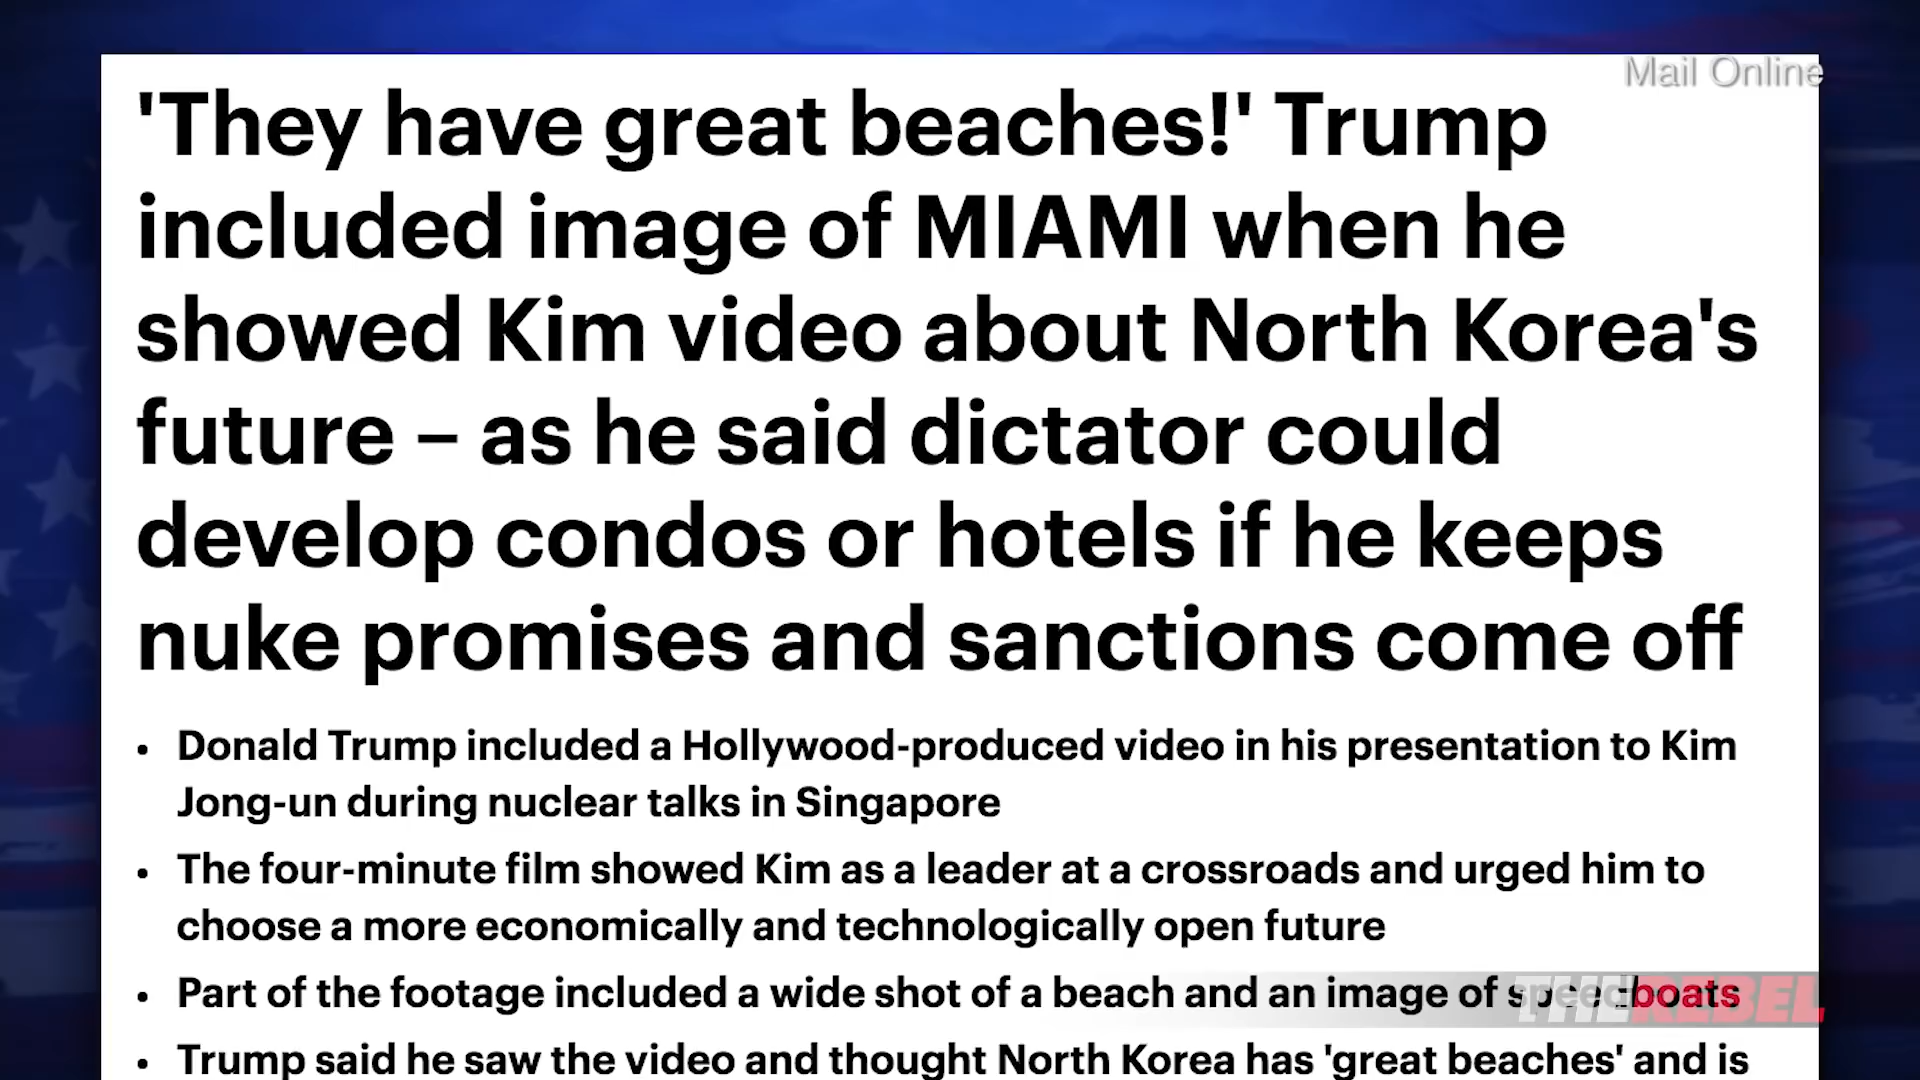 Mail Online
'They have great beaches!' Trump
included image of MIAMI when he
showed Kim video about North Korea's
future – as he said dictator could
develop condos or hotels if he keeps
nuke promises and sanctions come off
• Donald Trump included a Hollywood-produced video in his presentation to Kim
Jong-un during nuclear talks in Singapore
• The four-minute film showed Kim as a leader at a crossroads and urged him to
choose a more economically and technologically open future
• Part of the footage included a wide shot of a beach and an image of speedboats
THE REBEL
• Trump said he saw the video and thought North Korea has 'great beaches' and is